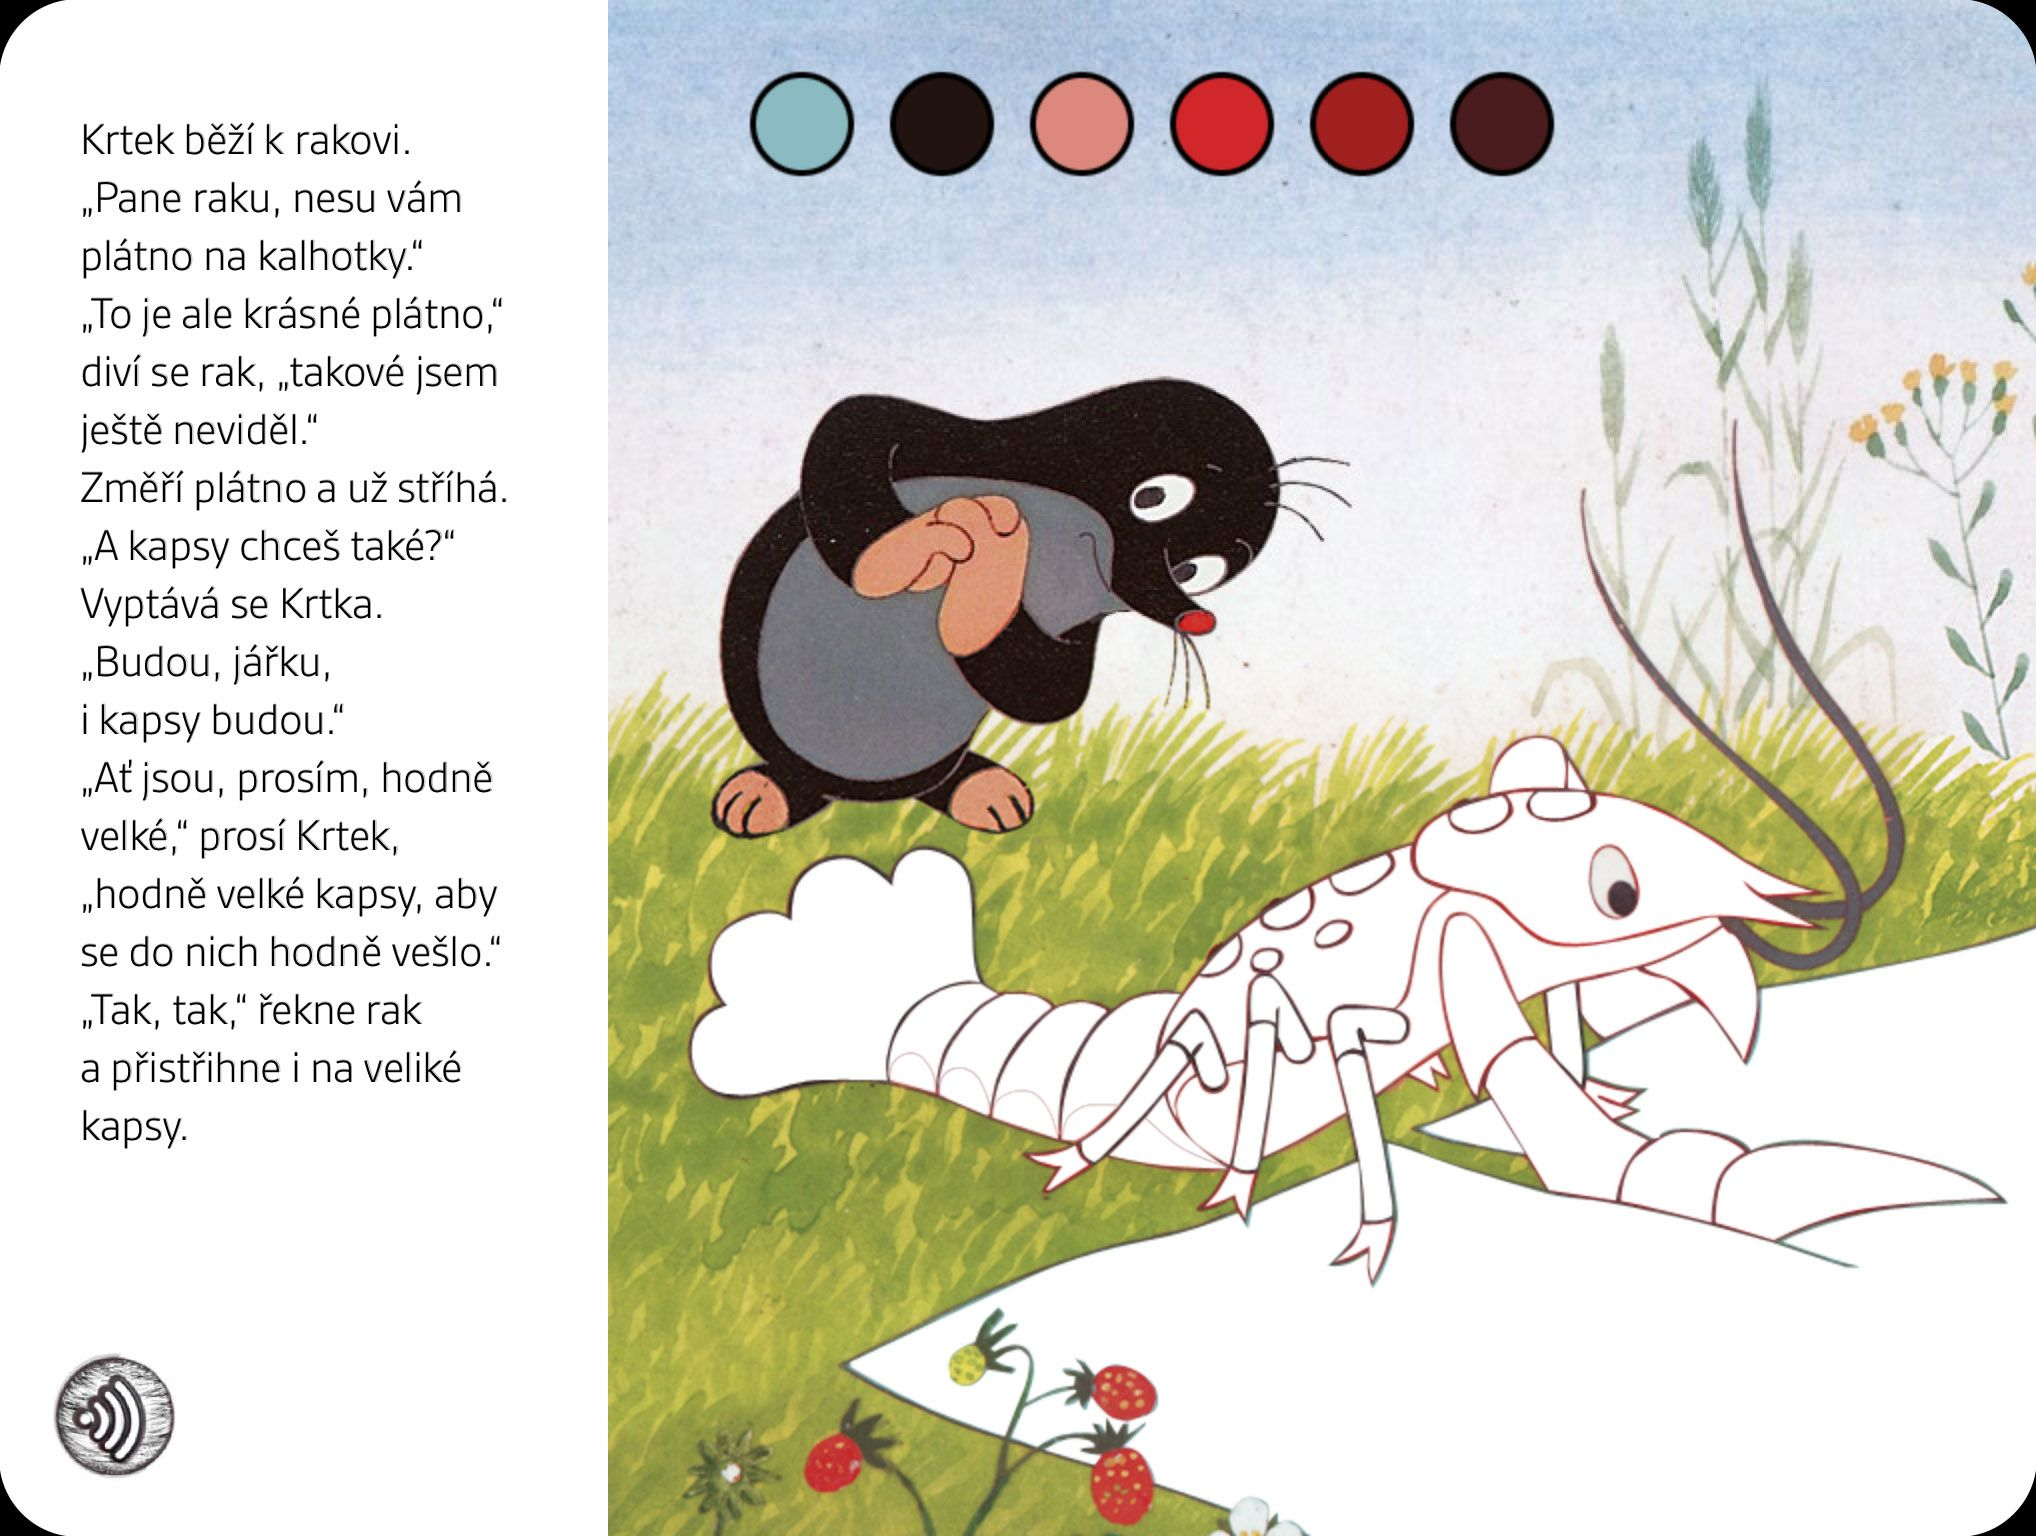 Krtek běží k rakovi.
„Pane raku, nesu vám
plátno na kalhotky.“
„To je ale krásné plátno,“
diví se rak, „takové jsem
ještě neviděl.“
Změří plátno a už stříhá.
„A kapsy chceš také?“
Vyptává se Krtka.
„Budou, jářku,
i kapsy budou.“
„Ať jsou, prosím, hodně
velké,“ prosí Krtek,
„hodně velké kapsy, aby
se do nich hodně vešlo.“
„Tak, tak,“ řekne rak
a přistřihne i na veliké
kapsy.